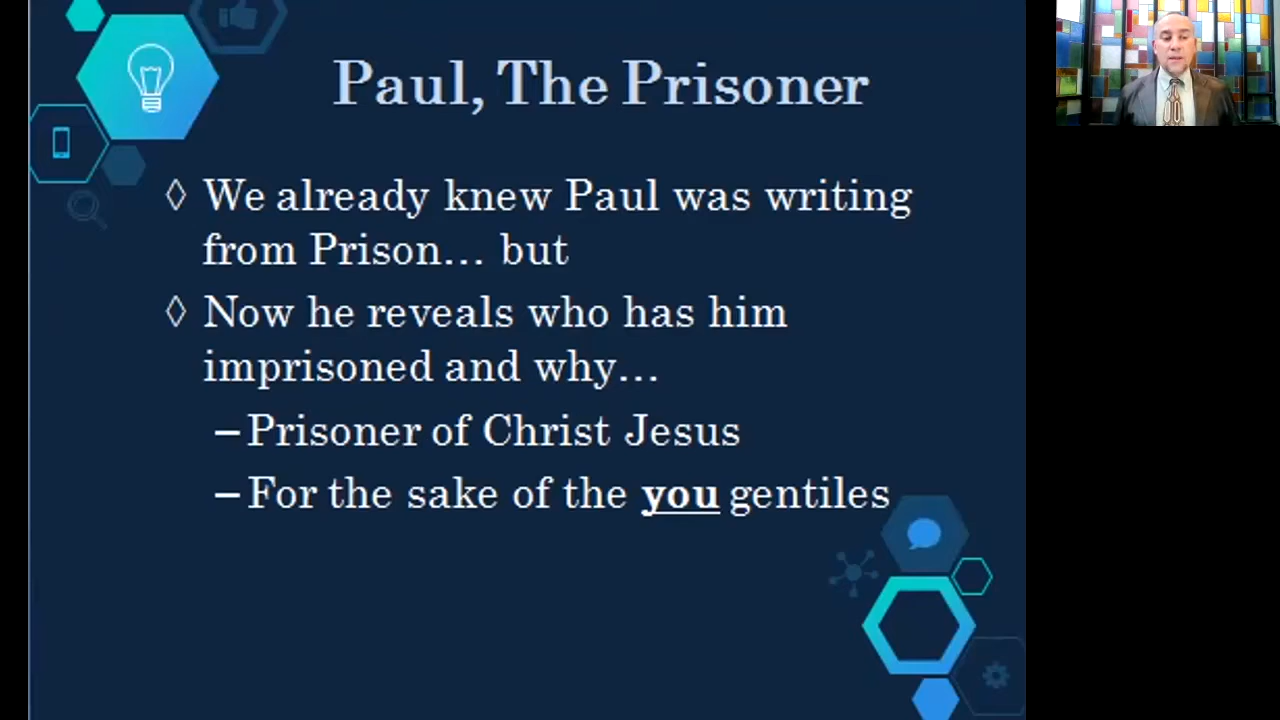 Paul, The Prisoner
◊ We already knew Paul was writing
from Prison… but
◊ Now he reveals who has him
imprisoned and why…
– Prisoner of Christ Jesus
– For the sake of the you gentiles